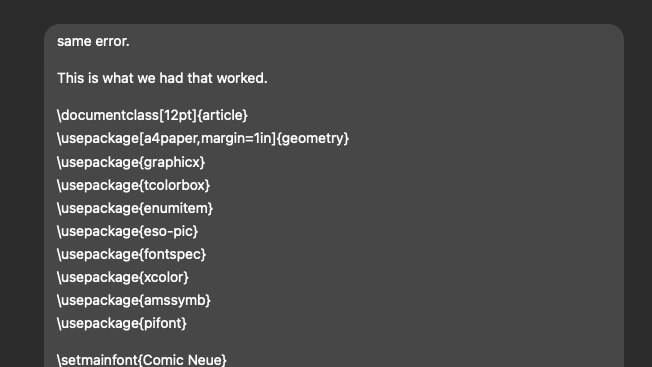 same error.
This is what we had that worked.
\documentclass[12pt]{article}
\usepackage[a4paper,margin=1in]{geometry}
\usepackage{graphicx}
\usepackage{tcolorbox}
\usepackage{enumitem}
\usepackage{eso-pic}
\usepackage{fontspec}
\usepackage{xcolor}
\usepackage{amssymb}
\usepackage{pifont}
\setmainfont{Comic Neue}